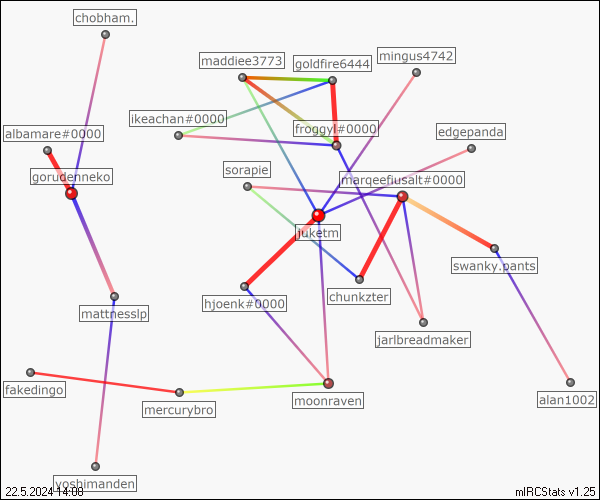 chobham.
maddiee3773
goldfire6444
mingus4742
ikeachan#0000
froggyl#0000
edgepanda
albamare#0000
sorapie
marqeefiusalt#0000
gorudenneko
juketm
swanky.pants
hjoenk#0000
chunkzter
mattnesslp
jarlbreadmaker
fakedingo
moonraven
alan1002
mercurybro
yoshimanden
22.5.2024 14:08
mIRCStats v1.25